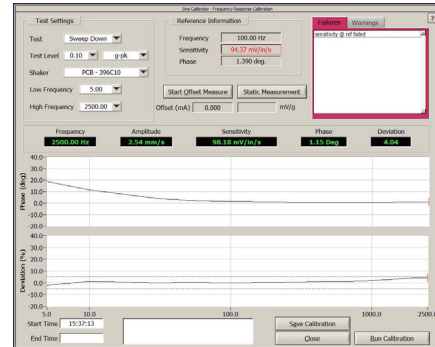 Sine Calibrator - Frequency Response Calibration
Test Settings
Test Sweep Down
Test Level 0.10 g-pk
Shaker PCB - 396C10
Low Frequency 5.00
High Frequency 2500.00
Reference Information
Frequency 100.00 Hz
Sensitivity 94.37 mV/in/s
Phase 1.390 deg.
Start Offset Measure Static Measurement
Offset (mA) 0.000 mV/g
Failures Warnings
sensitivity @ ref failed
?
Frequency Amplitude Sensitivity Phase Deviation
2500.00 Hz 2.54 mm/s 98.18 mV/in/s 1.15 Deg 4.04
Phase (deg)
40.0
30.0
20.0
10.0
0.0
-10.0
-20.0
Deviation (%)
40.0
30.0
20.0
10.0
0.0
-10.0
-20.0
5.0 10.0 100.0 1000.0 2500.0
Start Time 15:37:13
End Time
Save Calibration
Close Run Calibration